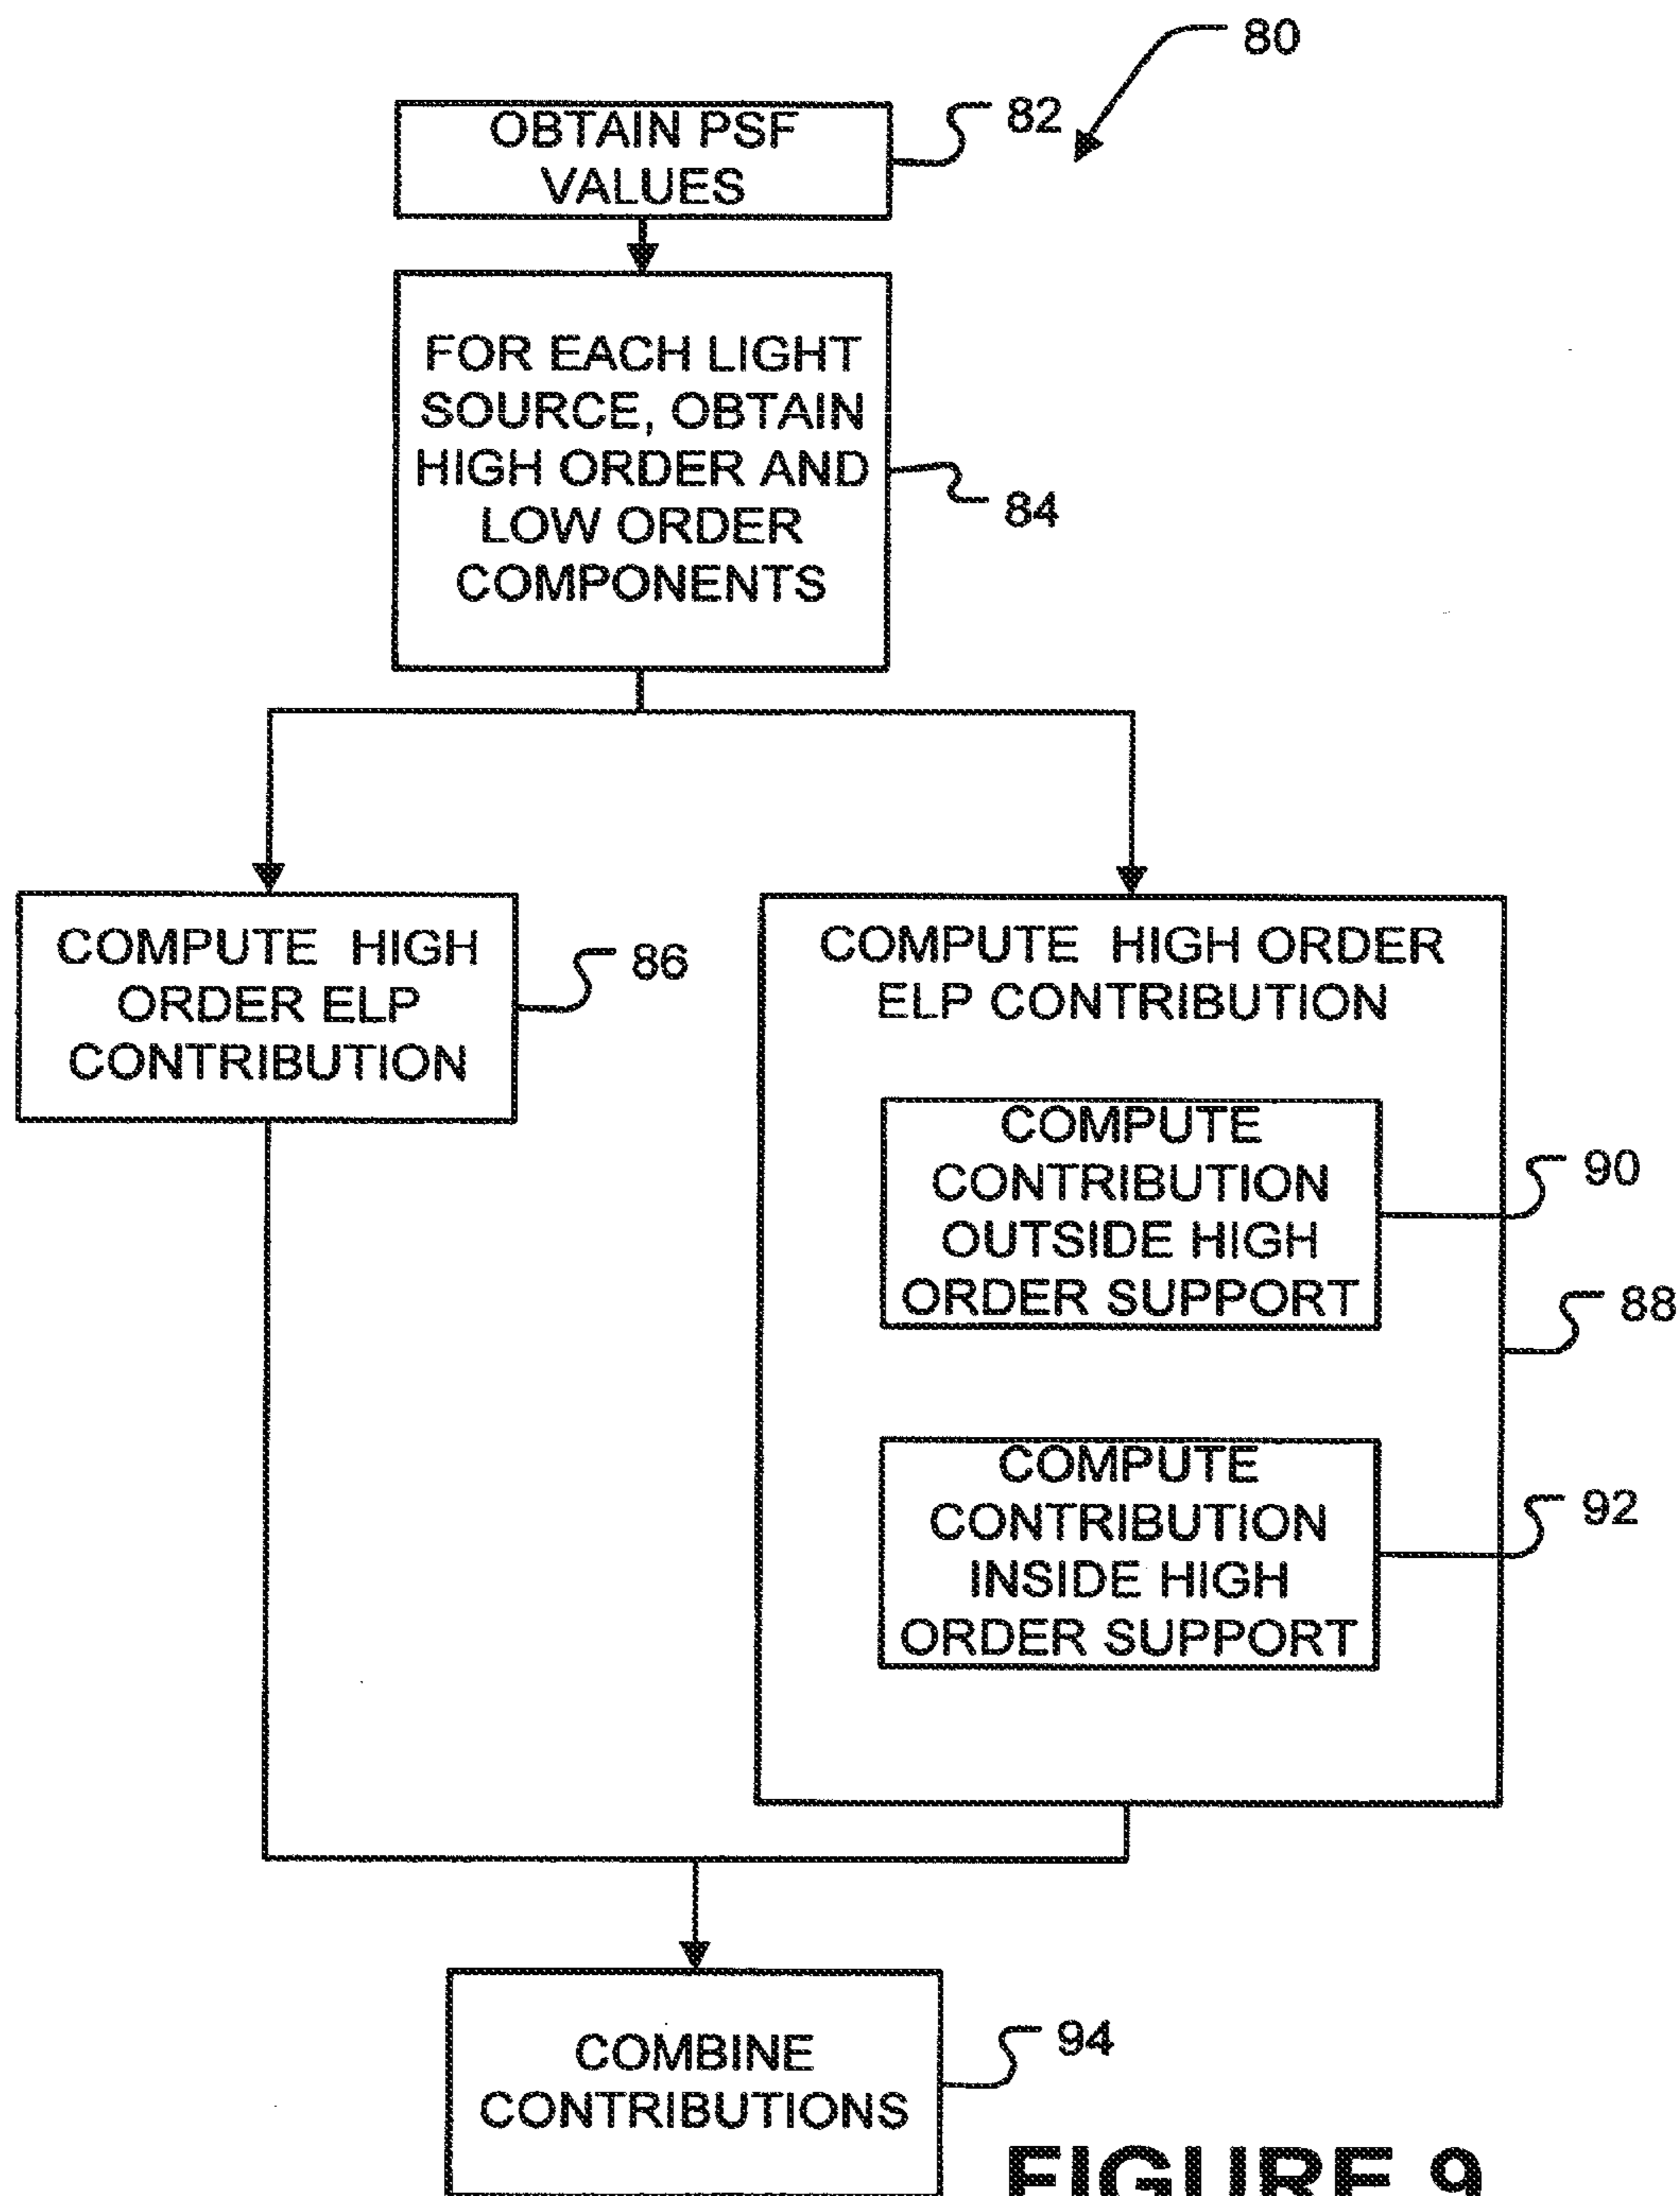 80
OBTAIN PSF
VALUES
82
FOR EACH LIGHT
SOURCE, OBTAIN
HIGH ORDER AND
LOW ORDER
COMPONENTS
84
COMPUTE HIGH
ORDER ELP
CONTRIBUTION
86
COMPUTE HIGH ORDER
ELP CONTRIBUTION
COMPUTE
CONTRIBUTION
OUTSIDE HIGH
ORDER SUPPORT
90
88
COMPUTE
CONTRIBUTION
INSIDE HIGH
ORDER SUPPORT
92
COMBINE
CONTRIBUTIONS
94
FIGURE 9